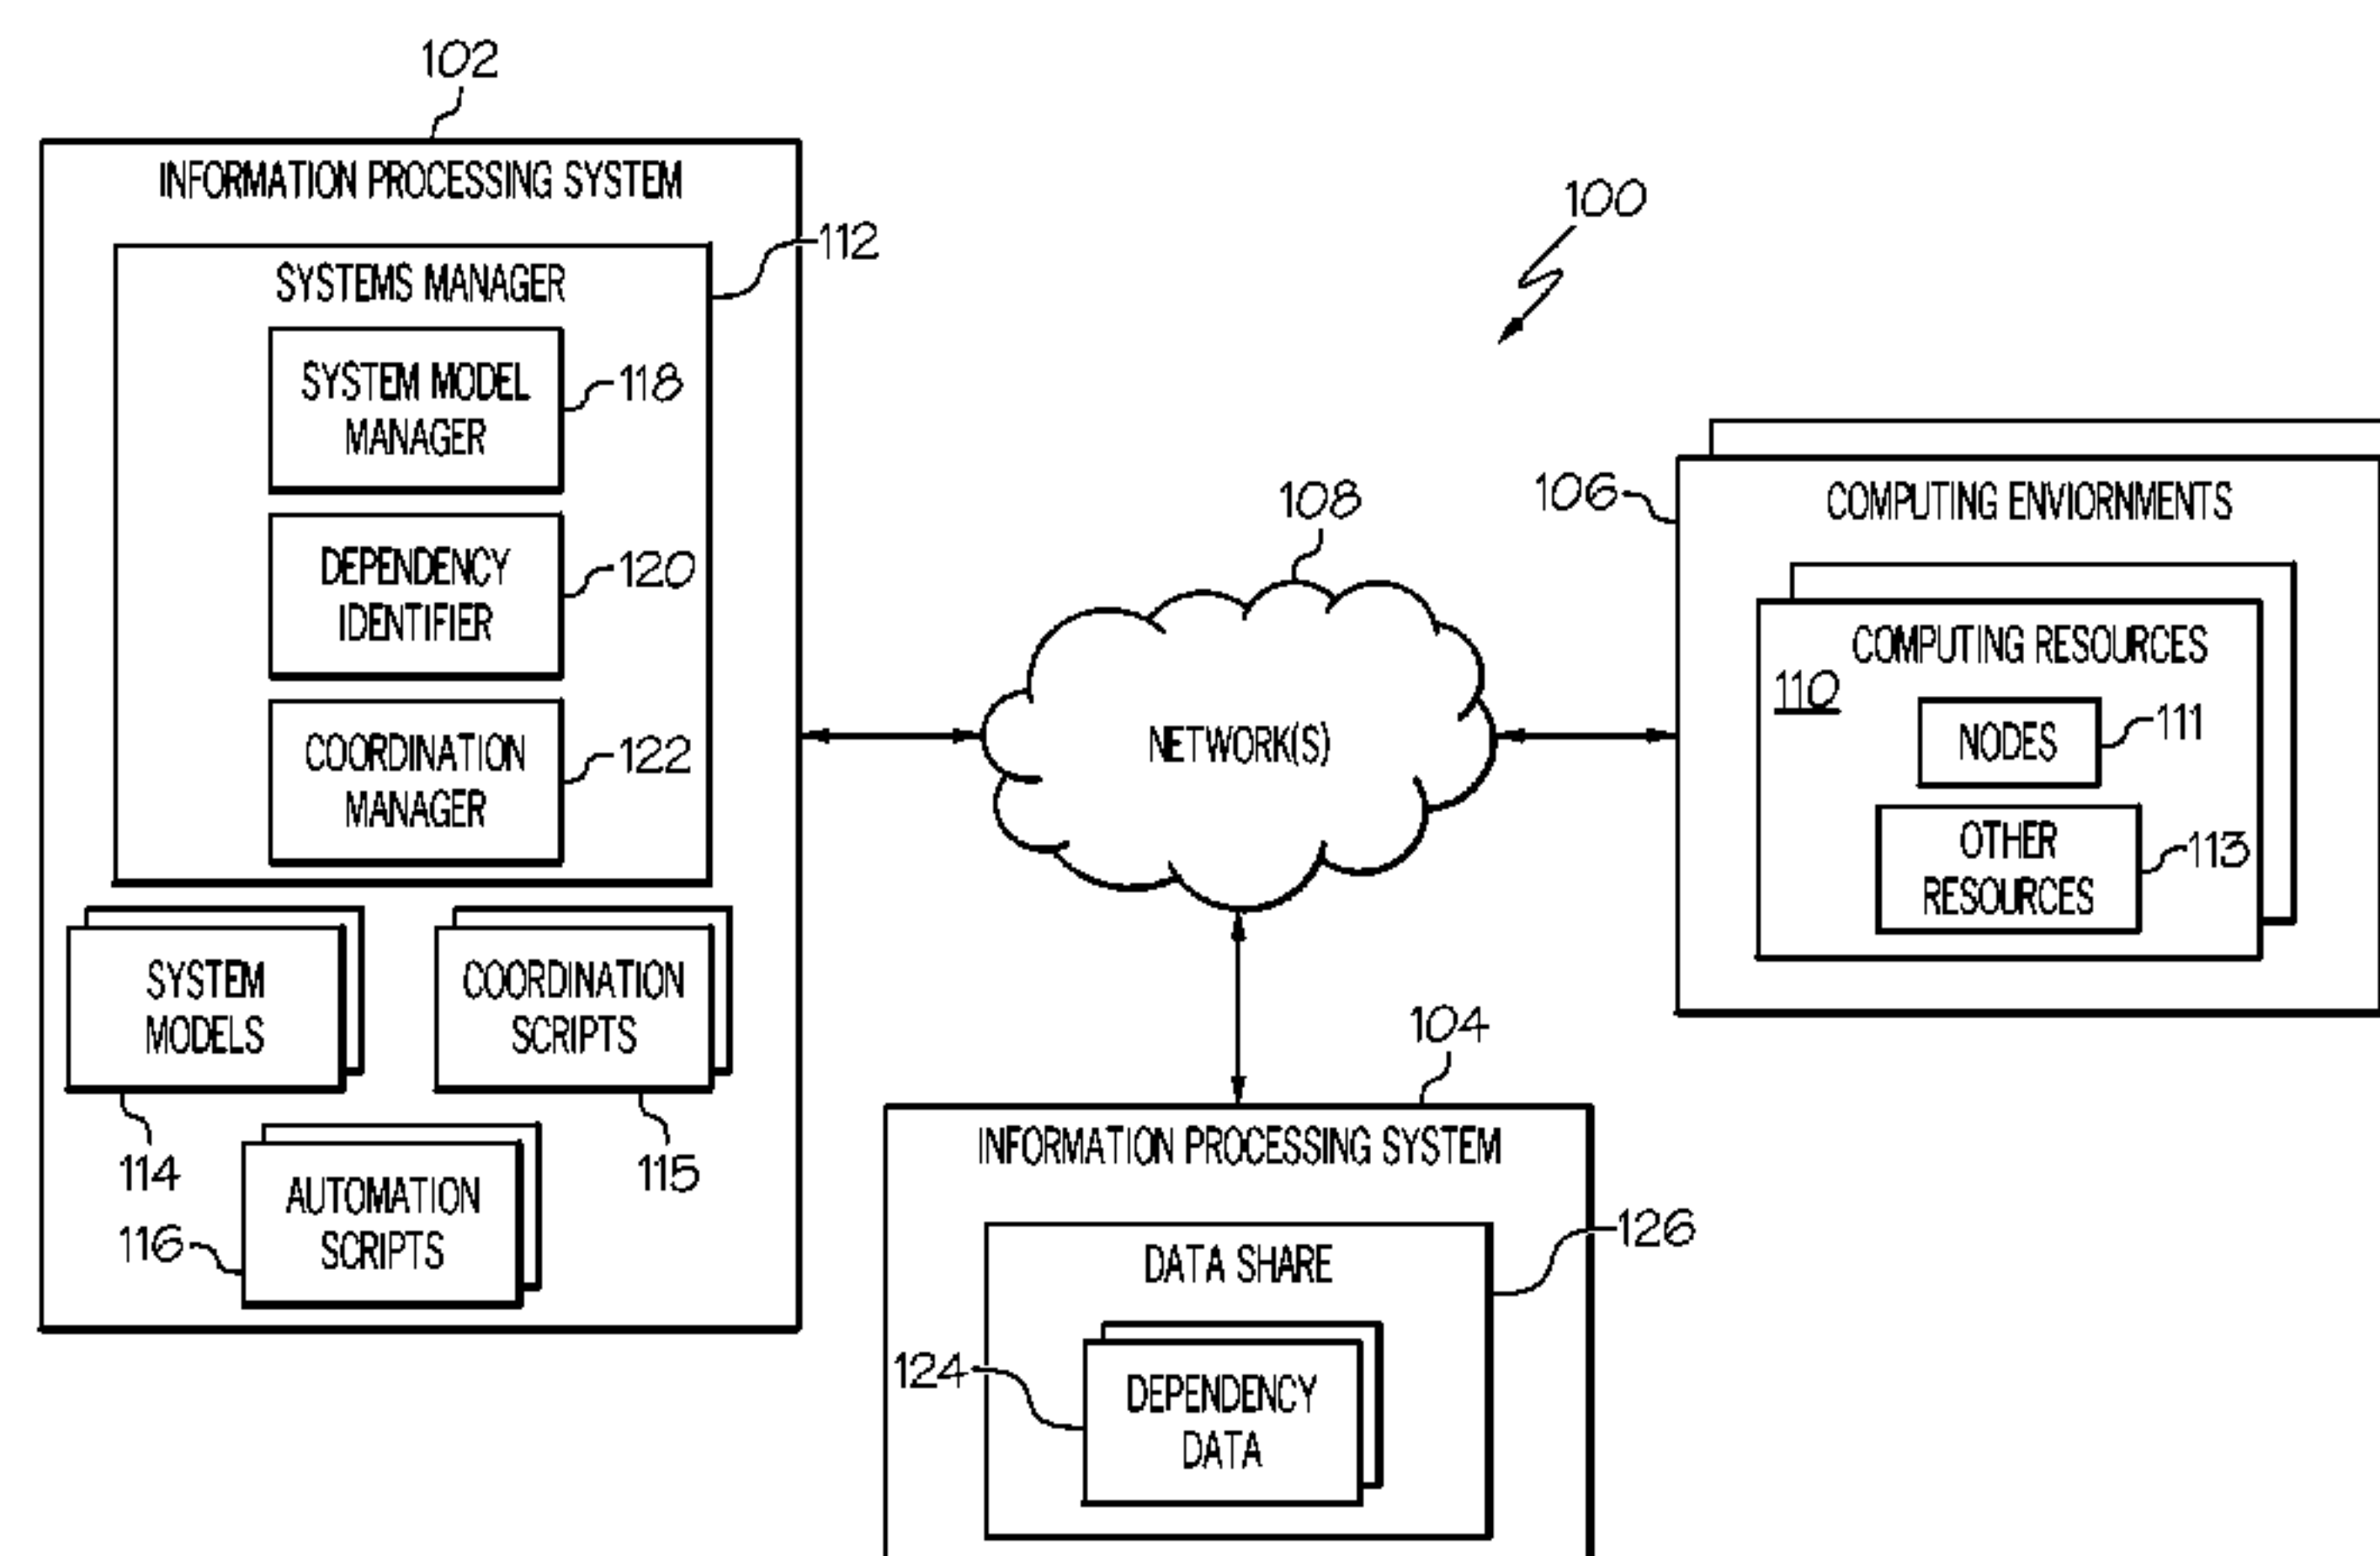 102
INFORMATION PROCESSING SYSTEM
112
SYSTEMS MANAGER
SYSTEM MODEL
MANAGER
118
DEPENDENCY
IDENTIFIER
120
COORDINATION
MANAGER
122
SYSTEM
MODELS
114
COORDINATION
SCRIPTS
115
AUTOMATION
SCRIPTS
116
100
108
NETWORK(S)
106
COMPUTING ENVIORNMENTS
COMPUTING RESOURCES
110
NODES
111
OTHER
RESOURCES
113
104
INFORMATION PROCESSING SYSTEM
126
DATA SHARE
124
DEPENDENCY
DATA